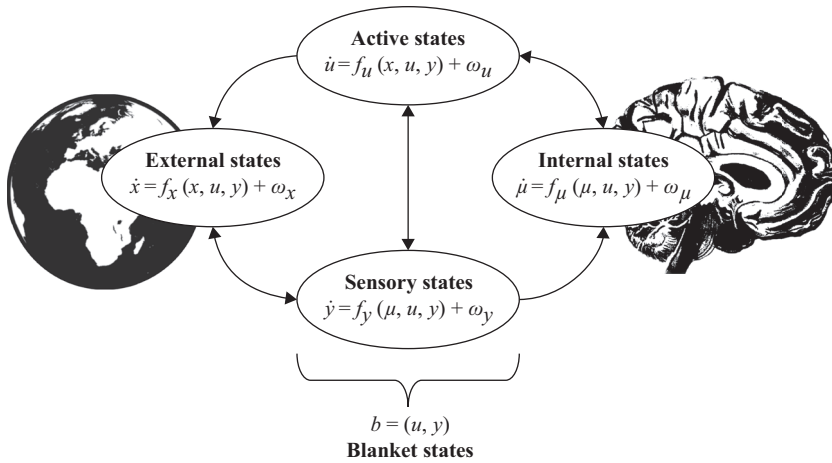 Active states
u̇ = f_u (x, u, y) + ω_u
External states
ẋ = f_x (x, u, y) + ω_x
Internal states
μ̇ = f_μ (μ, u, y) + ω_μ
Sensory states
ẏ = f_y (μ, u, y) + ω_y
b = (u, y)
Blanket states